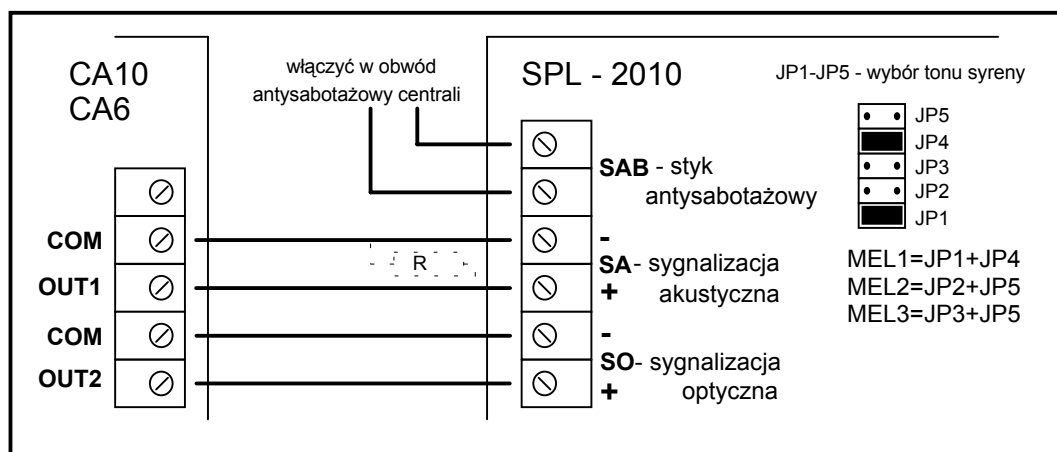 CA10
CA6
włączyć w obwód
antysabotażowy centrali
SPL - 2010
JP1-JP5 - wybór tonu syreny
JP5
JP4
JP3
JP2
JP1
SAB - styk
antysabotażowy
COM
-
R
SA- sygnalizacja
OUT1
+ akustyczna
COM
-
SO- sygnalizacja
OUT2
+ optyczna
MEL1=JP1+JP4
MEL2=JP2+JP5
MEL3=JP3+JP5